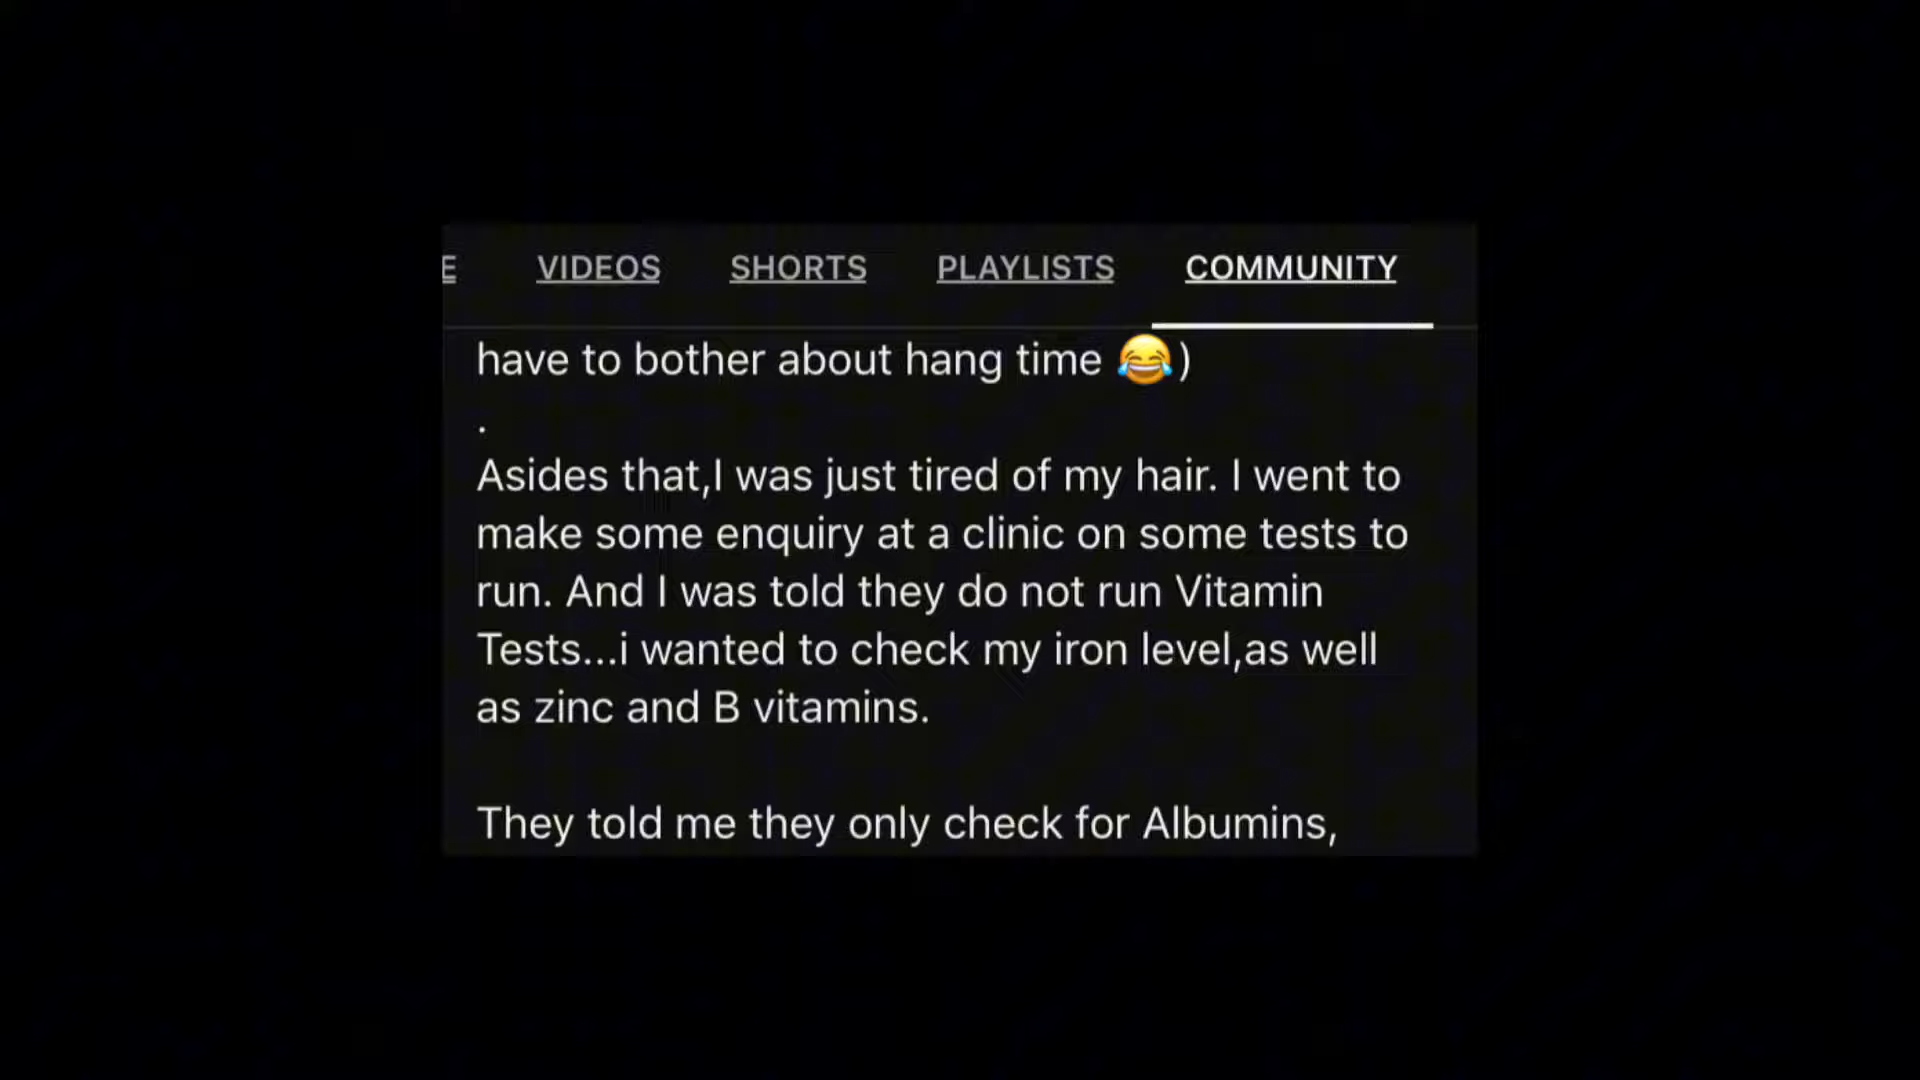 E VIDEOS SHORTS PLAYLISTS COMMUNITY
have to bother about hang time 😂)
.
Asides that,I was just tired of my hair. I went to
make some enquiry at a clinic on some tests to
run. And I was told they do not run Vitamin
Tests...i wanted to check my iron level,as well
as zinc and B vitamins.
They told me they only check for Albumins,